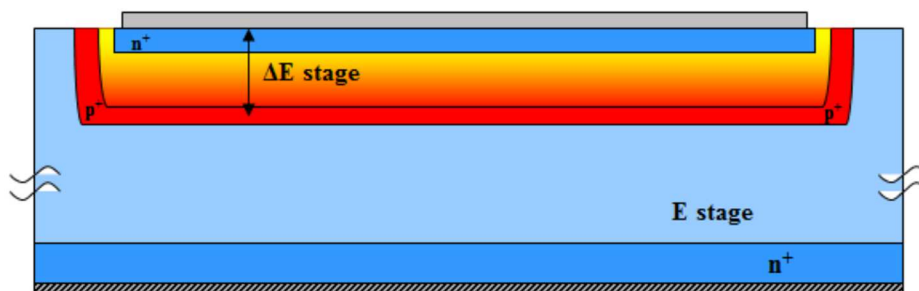 n+
ΔE stage
p+ p+
E stage
n+